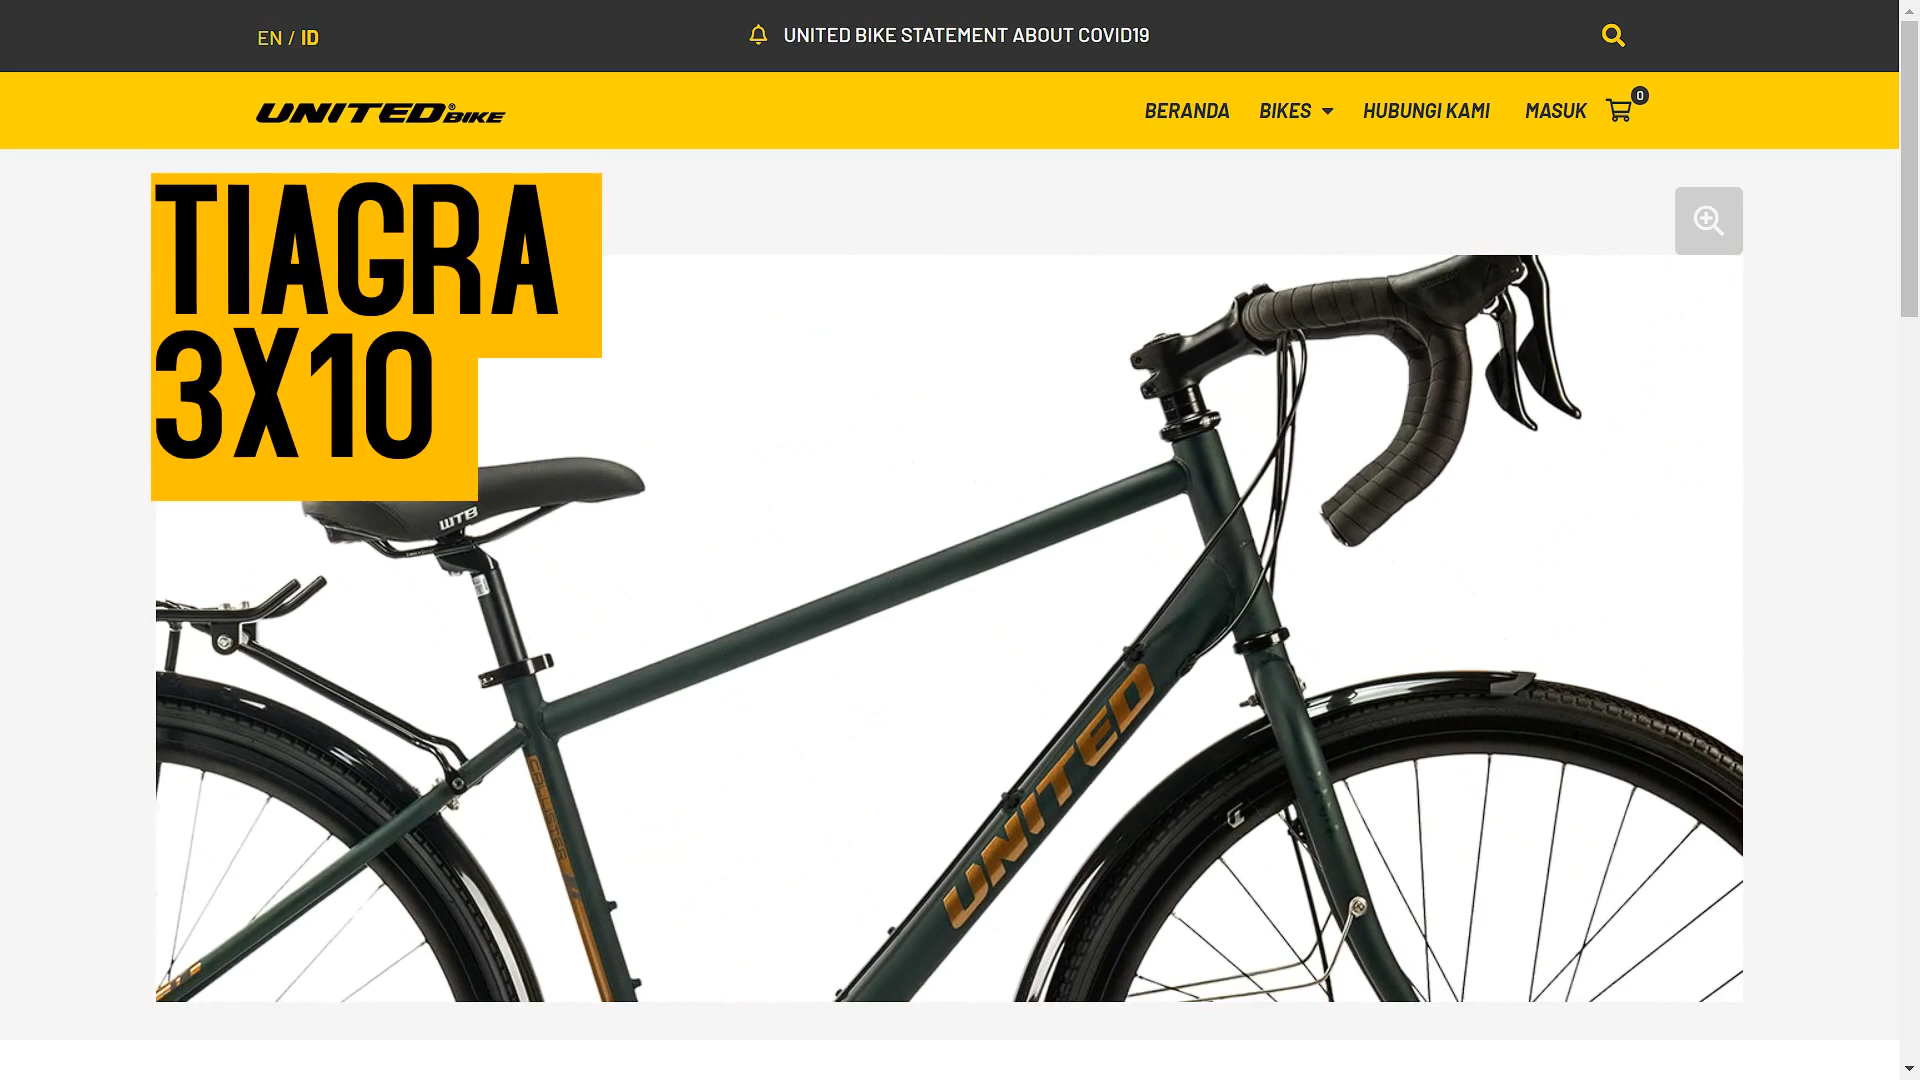 EN / ID
UNITED BIKE STATEMENT ABOUT COVID19
UNITED® BIKE
BERANDA
BIKES
HUBUNGI KAMI
MASUK
0
TIAGRA
3X10
WTB
UNITED
CALLISTER